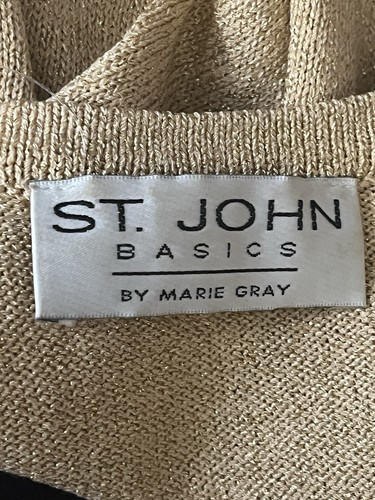 ST. JOHN
BASICS
BY MARIE GRAY